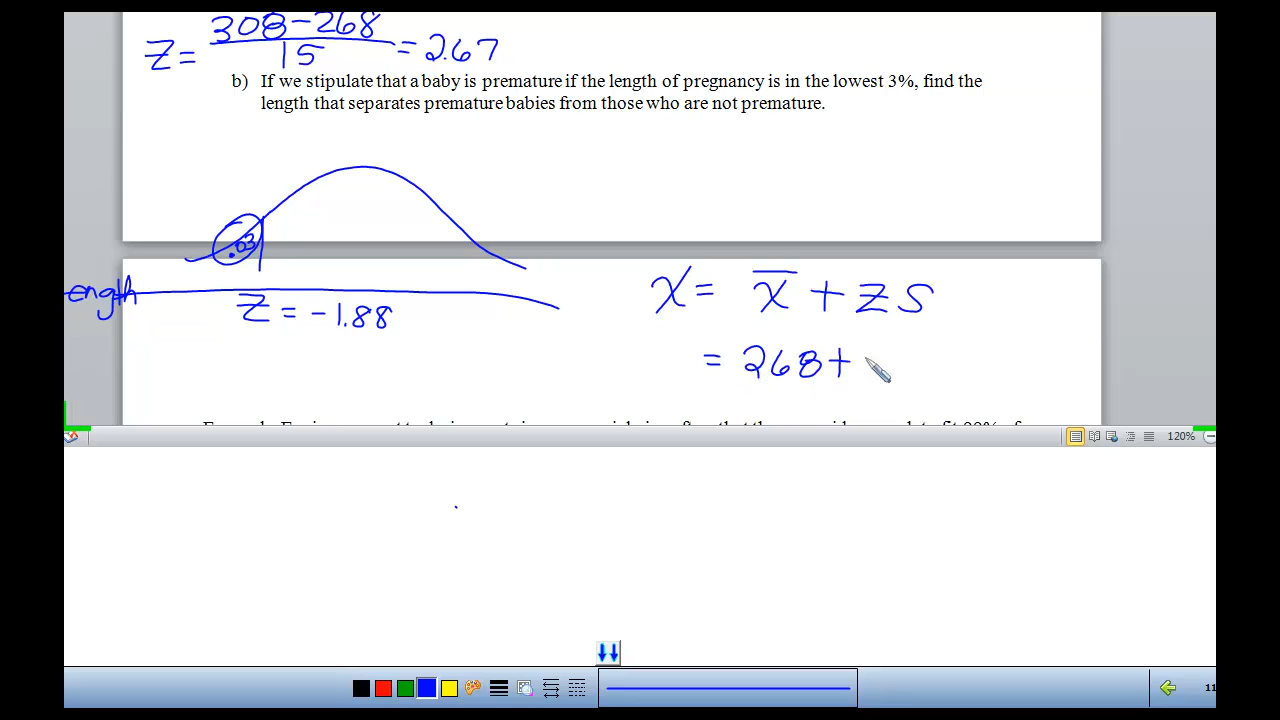 308-268
Z = ─── = 2.67
15
b) If we stipulate that a baby is premature if the length of pregnancy is in the lowest 3%, find the
length that separates premature babies from those who are not premature.
.03
ength
Z = -1.88
x = x̅ + z s
= 268 +
120%
11